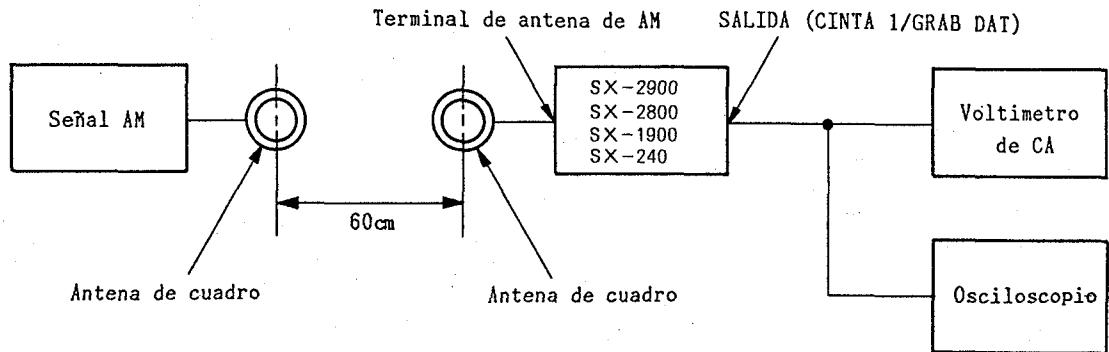 Terminal de antena de AM
SALIDA (CINTA 1/GRAB DAT)
Señal AM
SX-2900
SX-2800
SX-1900
SX-240
Voltimetro
de CA
60cm
Antena de cuadro
Antena de cuadro
Osciloscopio